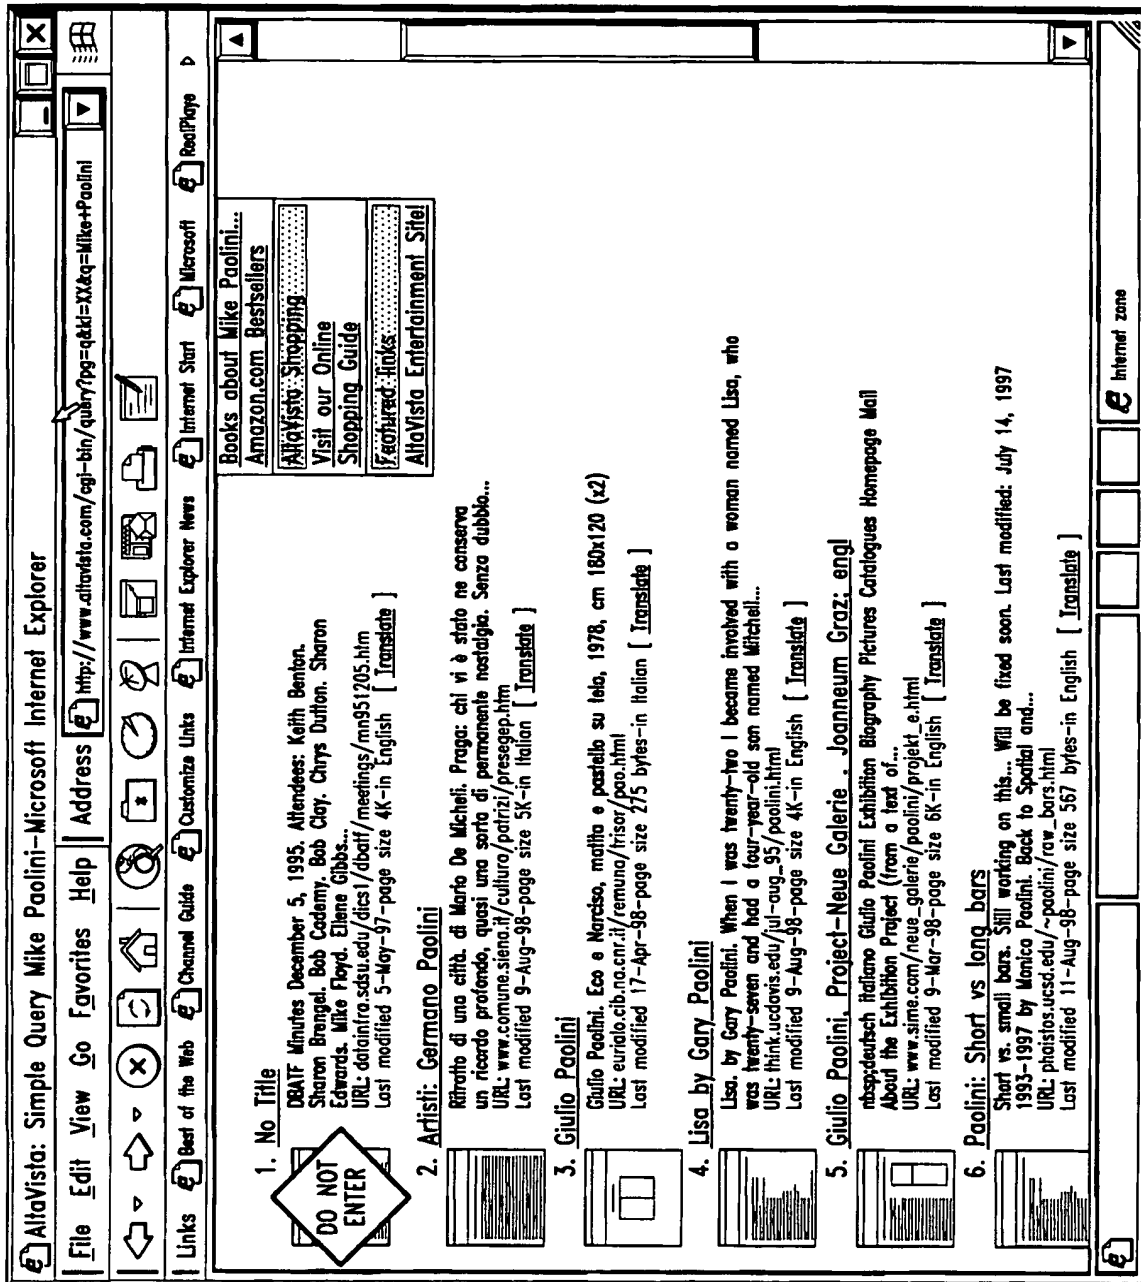 AltaVista: Simple Query Mike Paolini-Microsoft Internet Explorer
File Edit View Go Favorites Help Address http://www.altavista.com/cgi-bin/query?pg=q&kl=XX&q=Mike+Paolini
Links Best of the Web Channel Guide Customize Links Internet Explorer News Internet Start Microsoft RealPlaye
Books about Mike Paolini...
Amazon.com Bestsellers
AltaVista Shopping
Visit our Online
Shopping Guide
Featured links
AltaVista Entertainment Site!
DO NOT
ENTER
1. No Title
DBATF Minutes December 5, 1995. Attendees: Keith Benton.
Sharon Brengel. Bob Cademy. Bob Clay. Chrys Dutton. Sharon
Edwards. Mike Floyd. Ellene Gibbs...
URL: datainfra.sdsu.edu/dics1/dbatf/meetings/mn951205.htm
Last modified 5-May-97-page size 4K-in English [ Translate ]
2. Artisti: Germano Paolini
Ritratto di una città. di Mario De Micheli. Praga: chi vi è stato ne conserva
un ricordo profondo, quasi una sorta di permanente nostalgia. Senza dubbio...
URL: www.comune.siena.it/cultura/patrizi/presegep.htm
Last modified 9-Aug-98-page size 5K-in Italian [ Translate ]
3. Giulio Paolini
Giulio Paolini. Eco e Narciso, matita e pastello su tela, 1978, cm 180x120 (x2)
URL: eurialo.cib.na.cnr.it/remuna/trisor/pao.html
Last modified 17-Apr-98-page size 275 bytes-in Italian [ Translate ]
4. Lisa by Gary Paolini
Lisa. by Gary Paolini. When I was twenty-two I became involved with a woman named Lisa, who
was twenty-seven and had a four-year-old son named Mitchell...
URL: think.ucdavis.edu/jul-aug_95/paolini.html
Last modified 9-Aug-98-page size 4K-in English [ Translate ]
5. Giulio Paolini, Project-Neue Galerie . Joanneum Graz; engl
nbsp;deutsch italiano Giulio Paolini Exhibition Biography Pictures Catalogues Homepage Mail
About the Exhibition Project (from a text of...
URL: www.sime.com/neue_galerie/paolini/projekt_e.html
Last modified 9-Mar-98-page size 6K-in English [ Translate ]
6. Paolini: Short vs long bars
Short vs. small bars. Still working on this... Will be fixed soon. Last modified: July 14, 1997
1993-1997 by Monica Paolini. Back to Spatial and...
URL: phaistos.ucsd.edu/~paolini/raw_bars.html
Last modified 11-Aug-98-page size 567 bytes-in English [ Translate ]
Internet zone